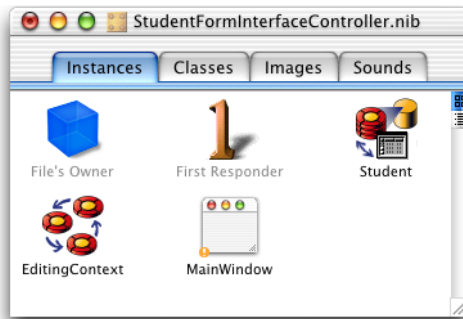 StudentFormInterfaceController.nib
Instances Classes Images Sounds
File's Owner First Responder Student
EditingContext MainWindow